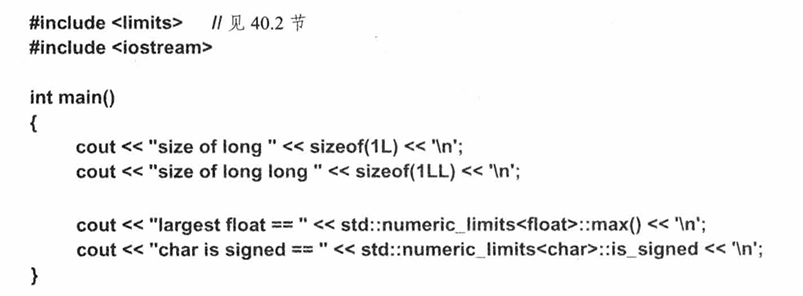 #include <limits> // 见 40.2 节
#include <iostream>
int main()
{
cout << "size of long " << sizeof(1L) << '\n';
cout << "size of long long " << sizeof(1LL) << '\n';
cout << "largest float == " << std::numeric_limits<float>::max() << '\n';
cout << "char is signed == " << std::numeric_limits<char>::is_signed << '\n';
}